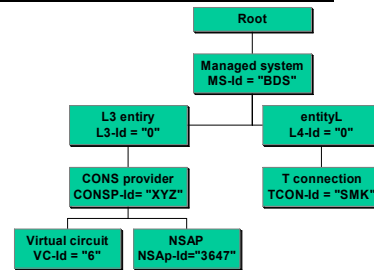 Root
Managed system
MS-Id = "BDS"
L3 entiry
L3-Id = "0"
entityL
L4-Id = "0"
CONS provider
CONSP-Id= "XYZ"
T connection
TCON-Id = "SMK"
Virtual circuit
VC-Id = "6"
NSAP
NSAp-Id="3647"